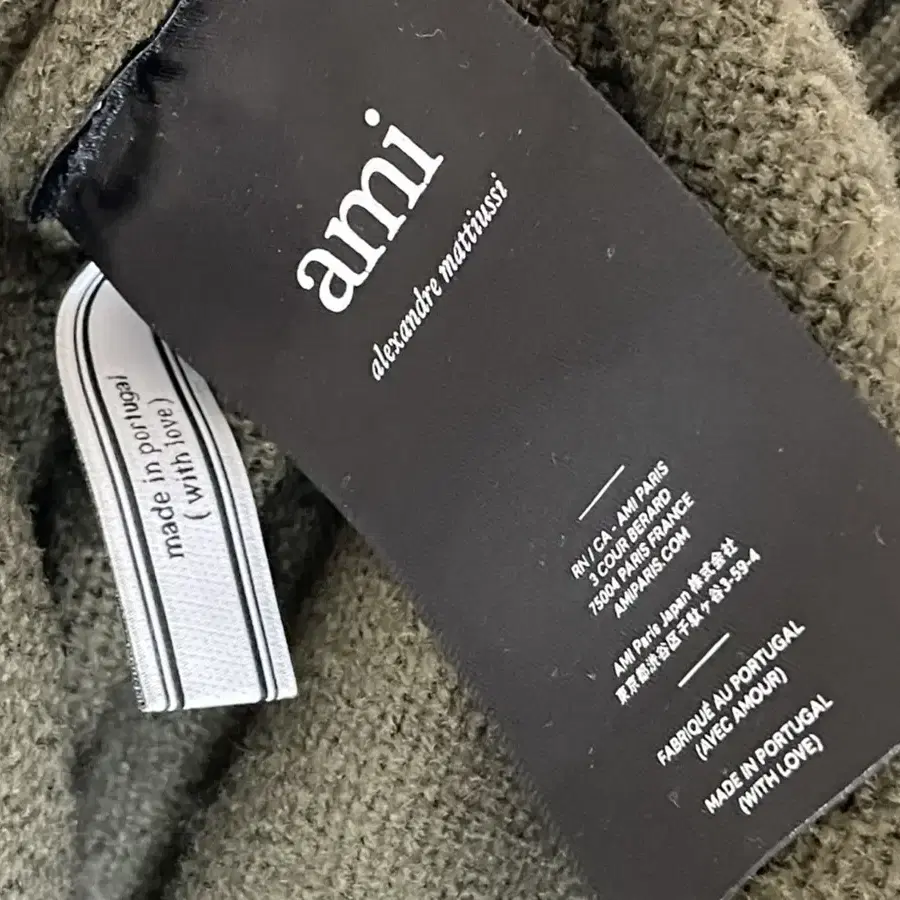 ami
alexandre mattiussi
made in portugal
( with love)
RN / CA - AMI PARIS
3 COUR BERARD
75004 PARIS FRANCE
AMIPARIS.COM
AMI Paris Japan 株式会社
東京都渋谷区千駄ヶ谷3-59-4
FABRIQUÉ AU PORTUGAL
(AVEC AMOUR)
MADE IN PORTUGAL
(WITH LOVE)